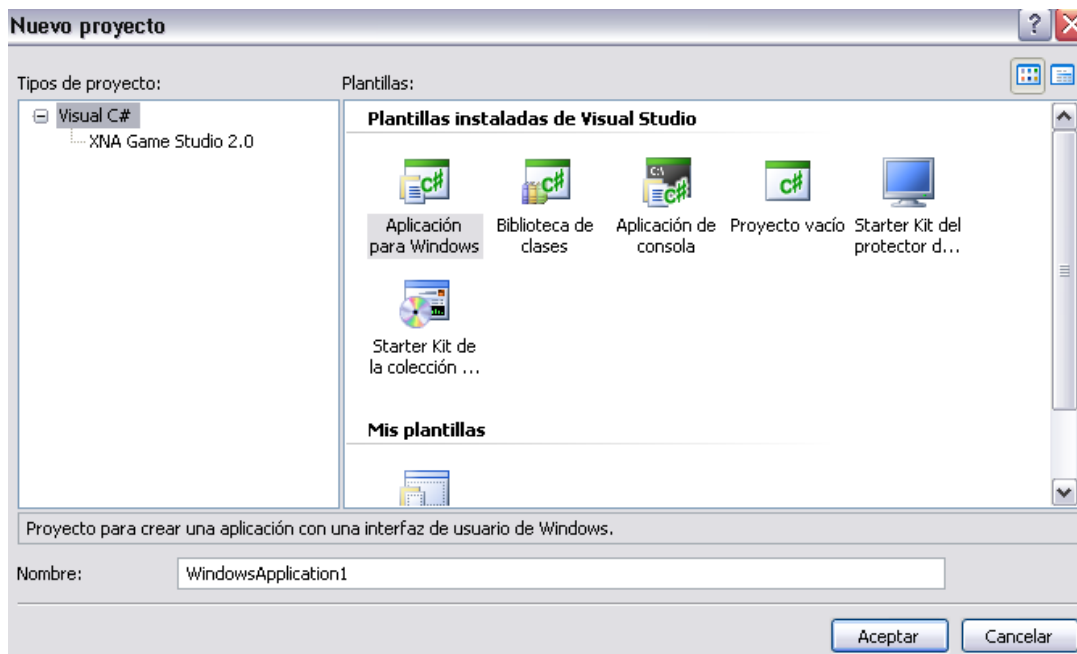 Nuevo proyecto
Tipos de proyecto:
Plantillas:
Visual C#
XNA Game Studio 2.0
Plantillas instaladas de Visual Studio
Aplicación
para Windows
Biblioteca de
clases
Aplicación de
consola
Proyecto vacío
Starter Kit del
protector d...
Starter Kit de
la colección ...
Mis plantillas
Proyecto para crear una aplicación con una interfaz de usuario de Windows.
Nombre:
WindowsApplication1
Aceptar
Cancelar